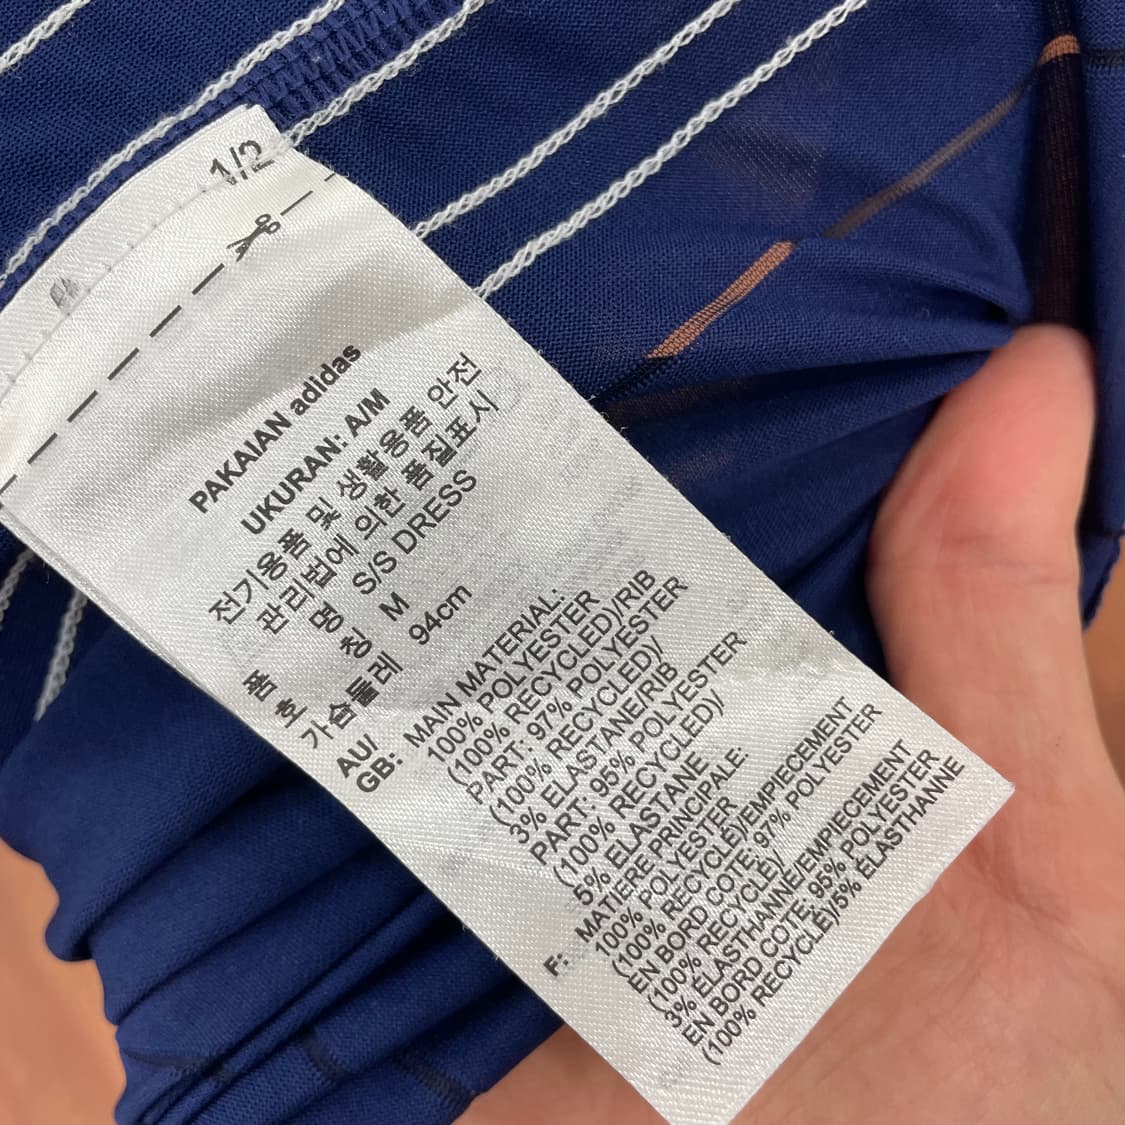 1/2
PAKAIAN adidas
UKURAN: A/M
전기용품 및 생활용품 안전
관리법에 의한 품질표시
품 명 S/S DRESS
호 칭 M
가슴둘레 94cm
AU/
GB: MAIN MATERIAL:
100% POLYESTER
(100% RECYCLED)/RIB
PART: 97% POLYESTER
(100% RECYCLED)/
3% ELASTANE/RIB
PART: 95% POLYESTER
(100% RECYCLED)/
5% ELASTANE
F: MATIERE PRINCIPALE:
100% POLYESTER
(100% RECYCLÉ)/EMPIECEMENT
EN BORD COTE: 97% POLYESTER
(100% RECYCLÉ)/
3% ÉLASTHANNE/EMPIECEMENT
EN BORD COTE: 95% POLYESTER
(100% RECYCLÉ)/5% ÉLASTHANNE